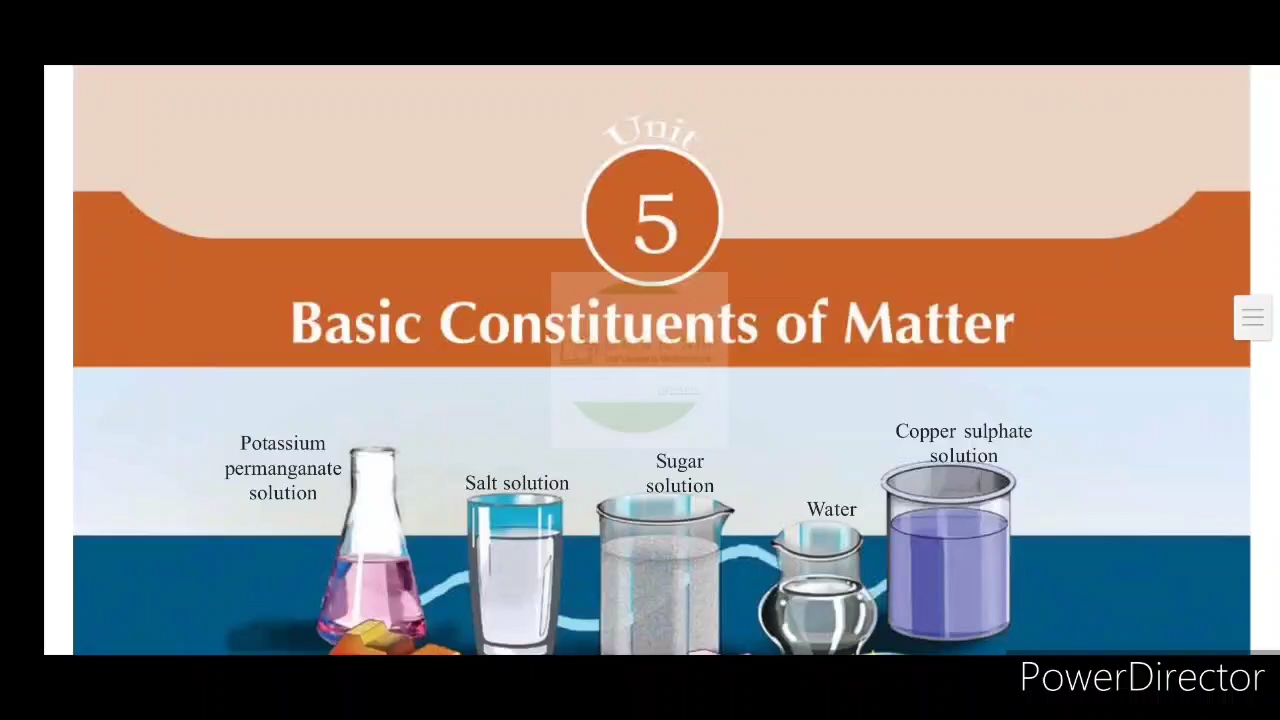 Unit
5
Basic Constituents of Matter
Potassium
permanganate
solution
Salt solution
Sugar
solution
Water
Copper sulphate
solution
PowerDirector